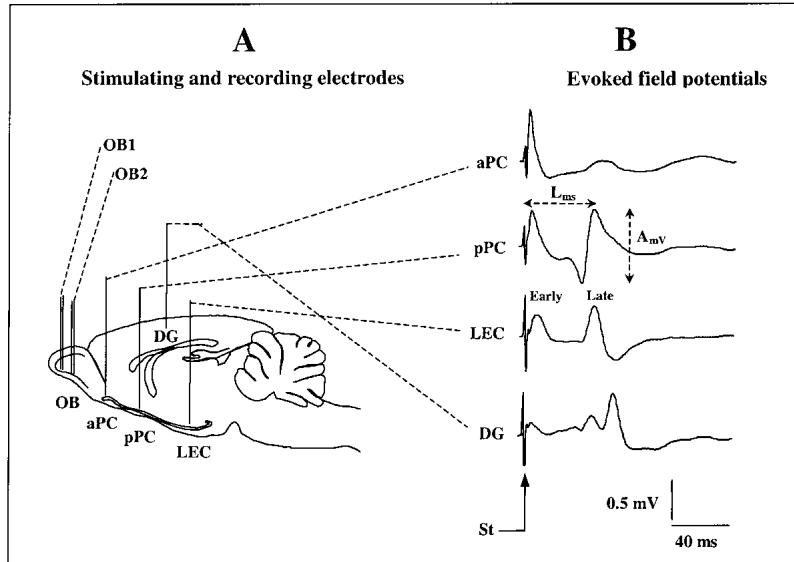 A
Stimulating and recording electrodes
OB1
OB2
DG
OB
aPC
pPC
LEC
B
Evoked field potentials
aPC
Lms
pPC
AmV
Early Late
LEC
DG
St
0.5 mV
40 ms